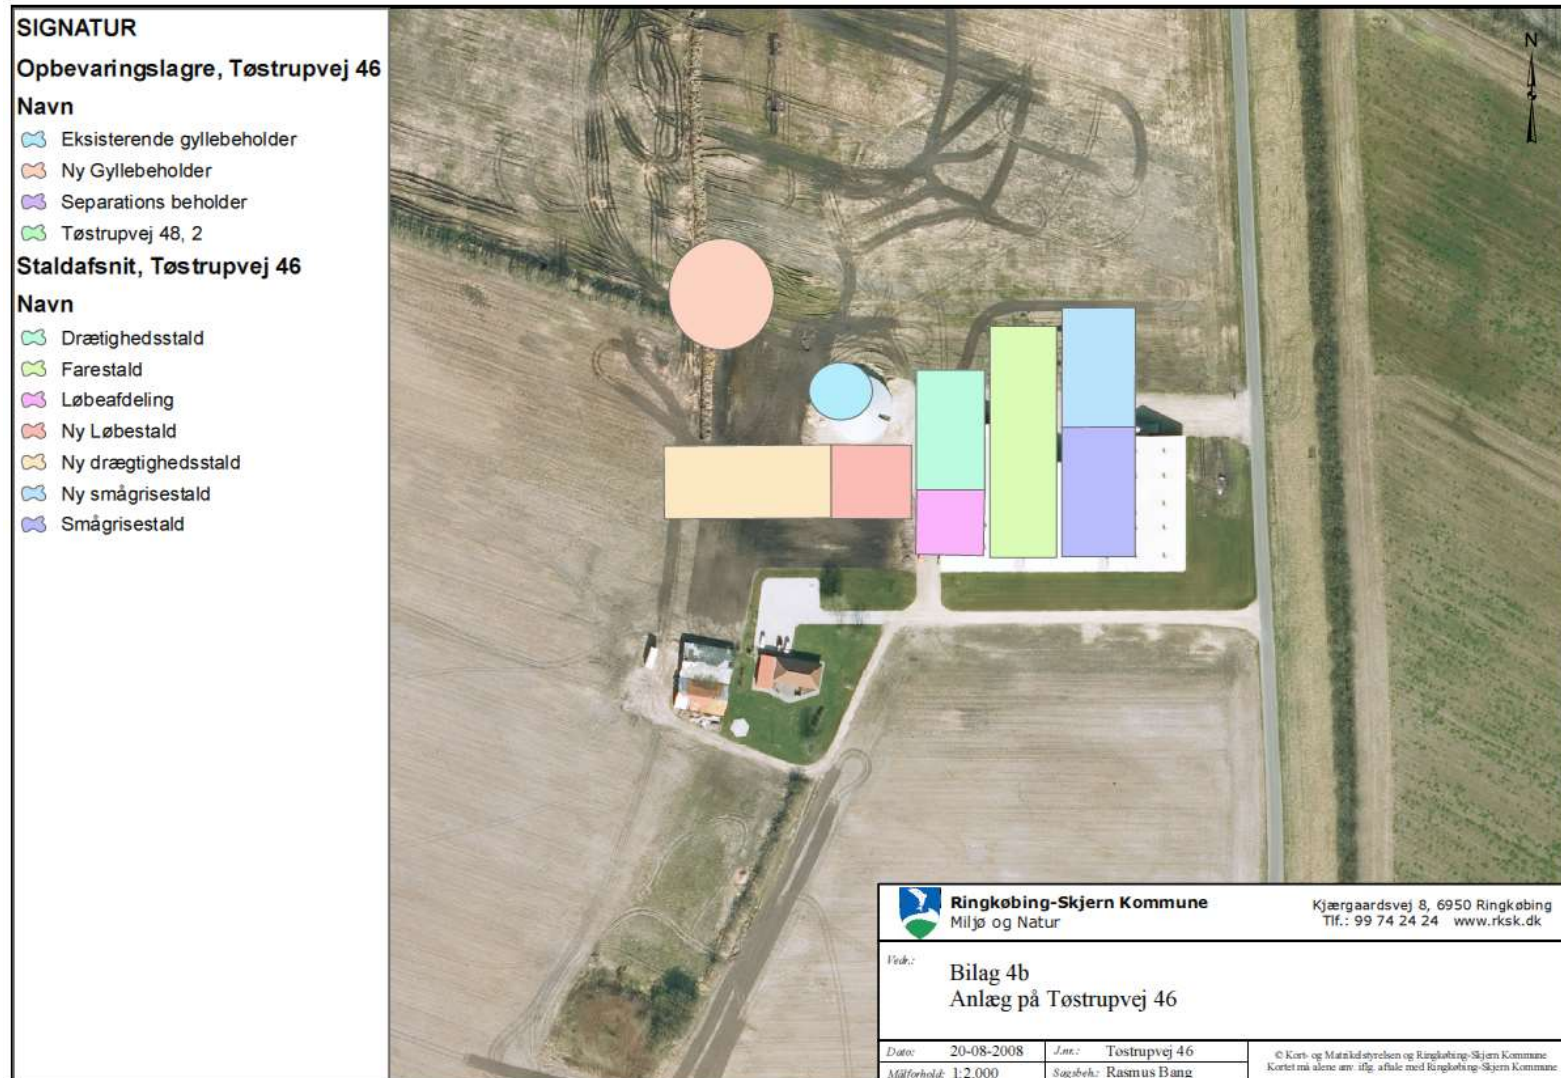 SIGNATUR
Opbevaringslagre, Tøstrupvej 46
Navn
Eksisterende gyllebeholder
Ny Gyllebeholder
Separations beholder
Tøstrupvej 48, 2
Staldafsnit, Tøstrupvej 46
Navn
Drætighedsstald
Farestald
Løbeafdeling
Ny Løbestald
Ny drægtighedsstald
Ny smågrisestald
Smågrisestald
N
Ringkøbing-Skjern Kommune
Miljø og Natur
Kjærgaardsvej 8, 6950 Ringkøbing
Tlf.: 99 74 24 24 www.rksk.dk
Vedr.:
Bilag 4b
Anlæg på Tøstrupvej 46
Dato: 20-08-2008
J.nr.: Tøstrupvej 46
Målforhold: 1:2.000
Sagsbeh.: Rasmus Bang
© Kort- og Matrikelstyrelsen og Ringkøbing-Skjern Kommune
Kortet må alene anv. iflg. aftale med Ringkøbing-Skjern Kommune